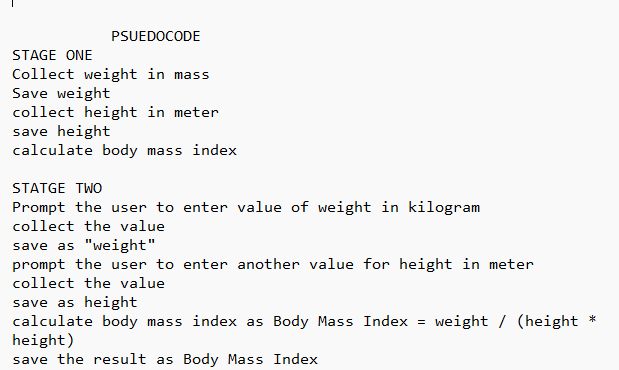 PSUEDOCODE
STAGE ONE
Collect weight in mass
Save weight
collect height in meter
save height
calculate body mass index
STATGE TWO
Prompt the user to enter value of weight in kilogram
collect the value
save as "weight"
prompt the user to enter another value for height in meter
collect the value
save as height
calculate body mass index as Body Mass Index = weight / (height *
height)
save the result as Body Mass Index